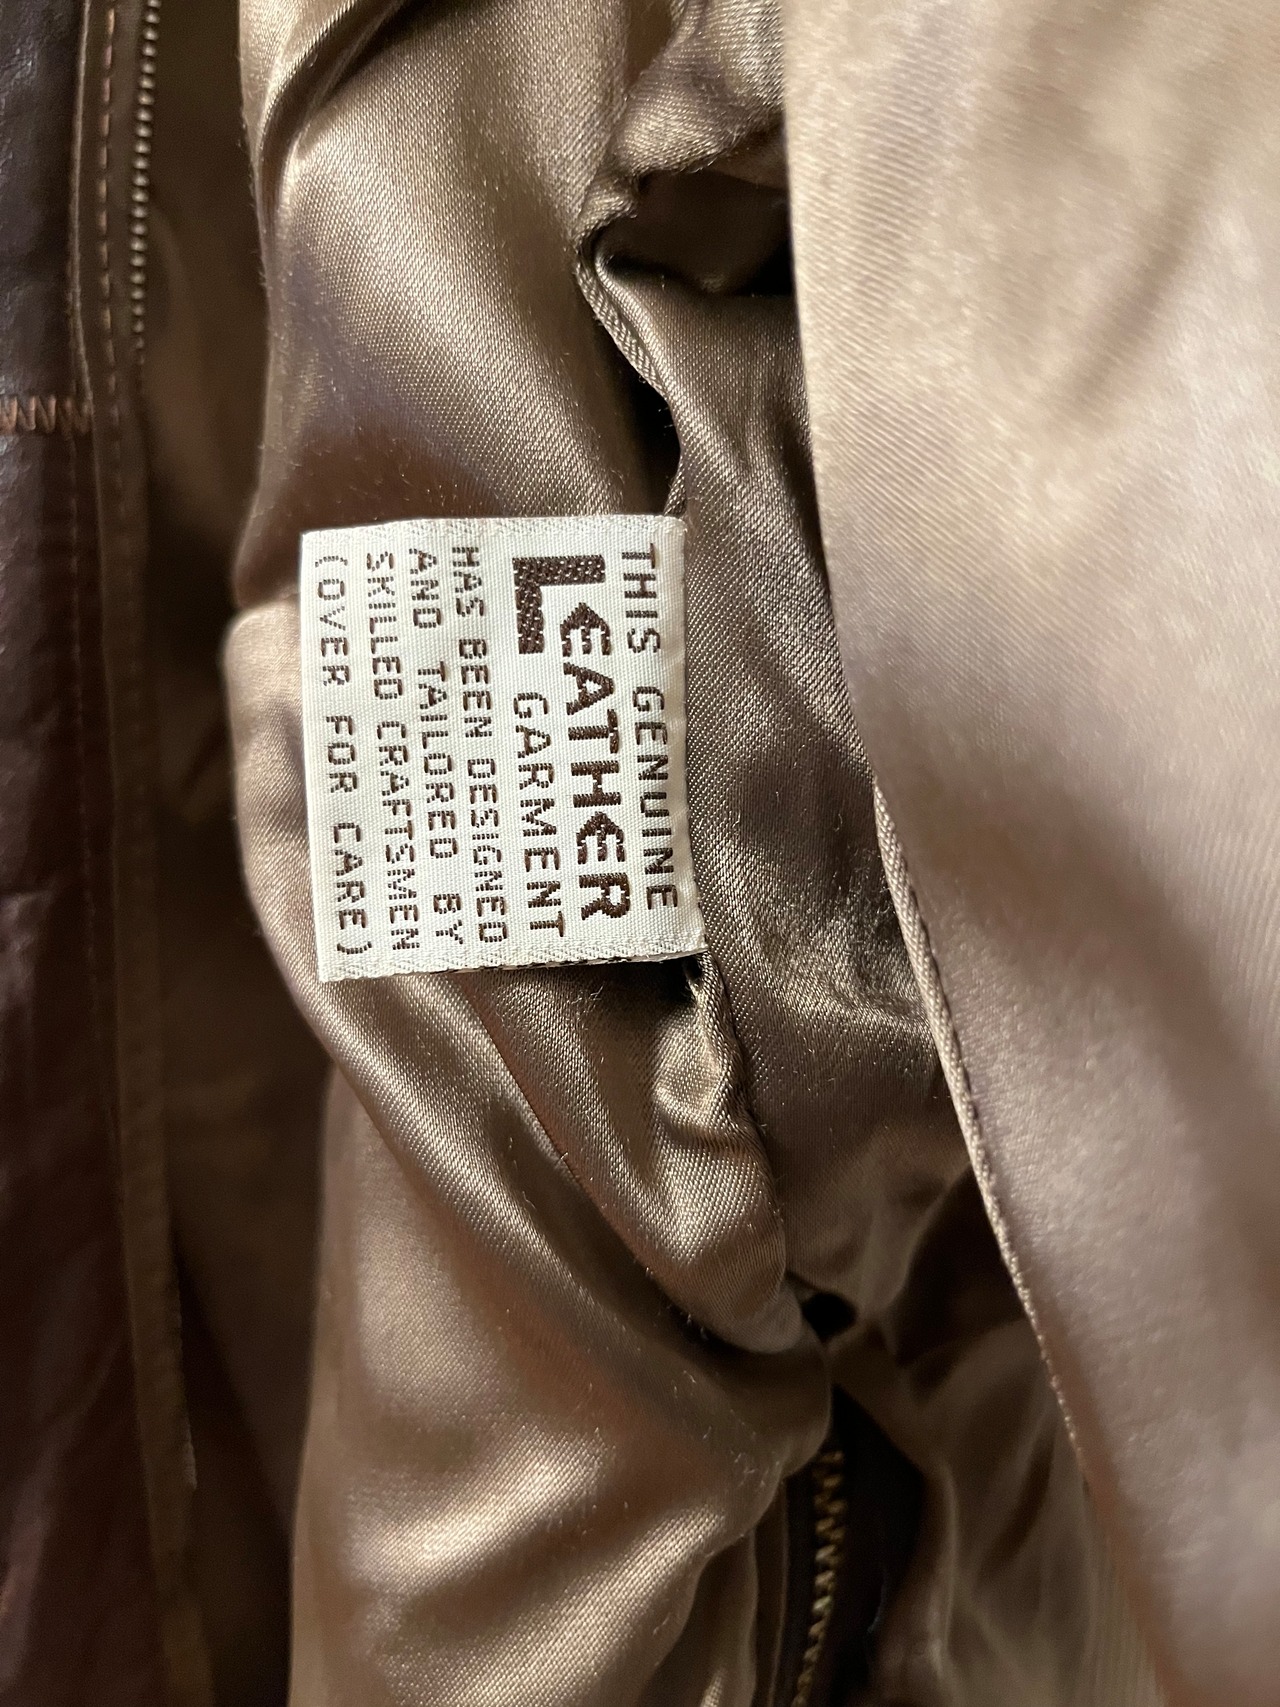 THIS GENUINE
LEATHER
GARMENT
HAS BEEN DESIGNED
AND TAILORED BY
SKILLED CRAFTSMEN
(OVER FOR CARE)